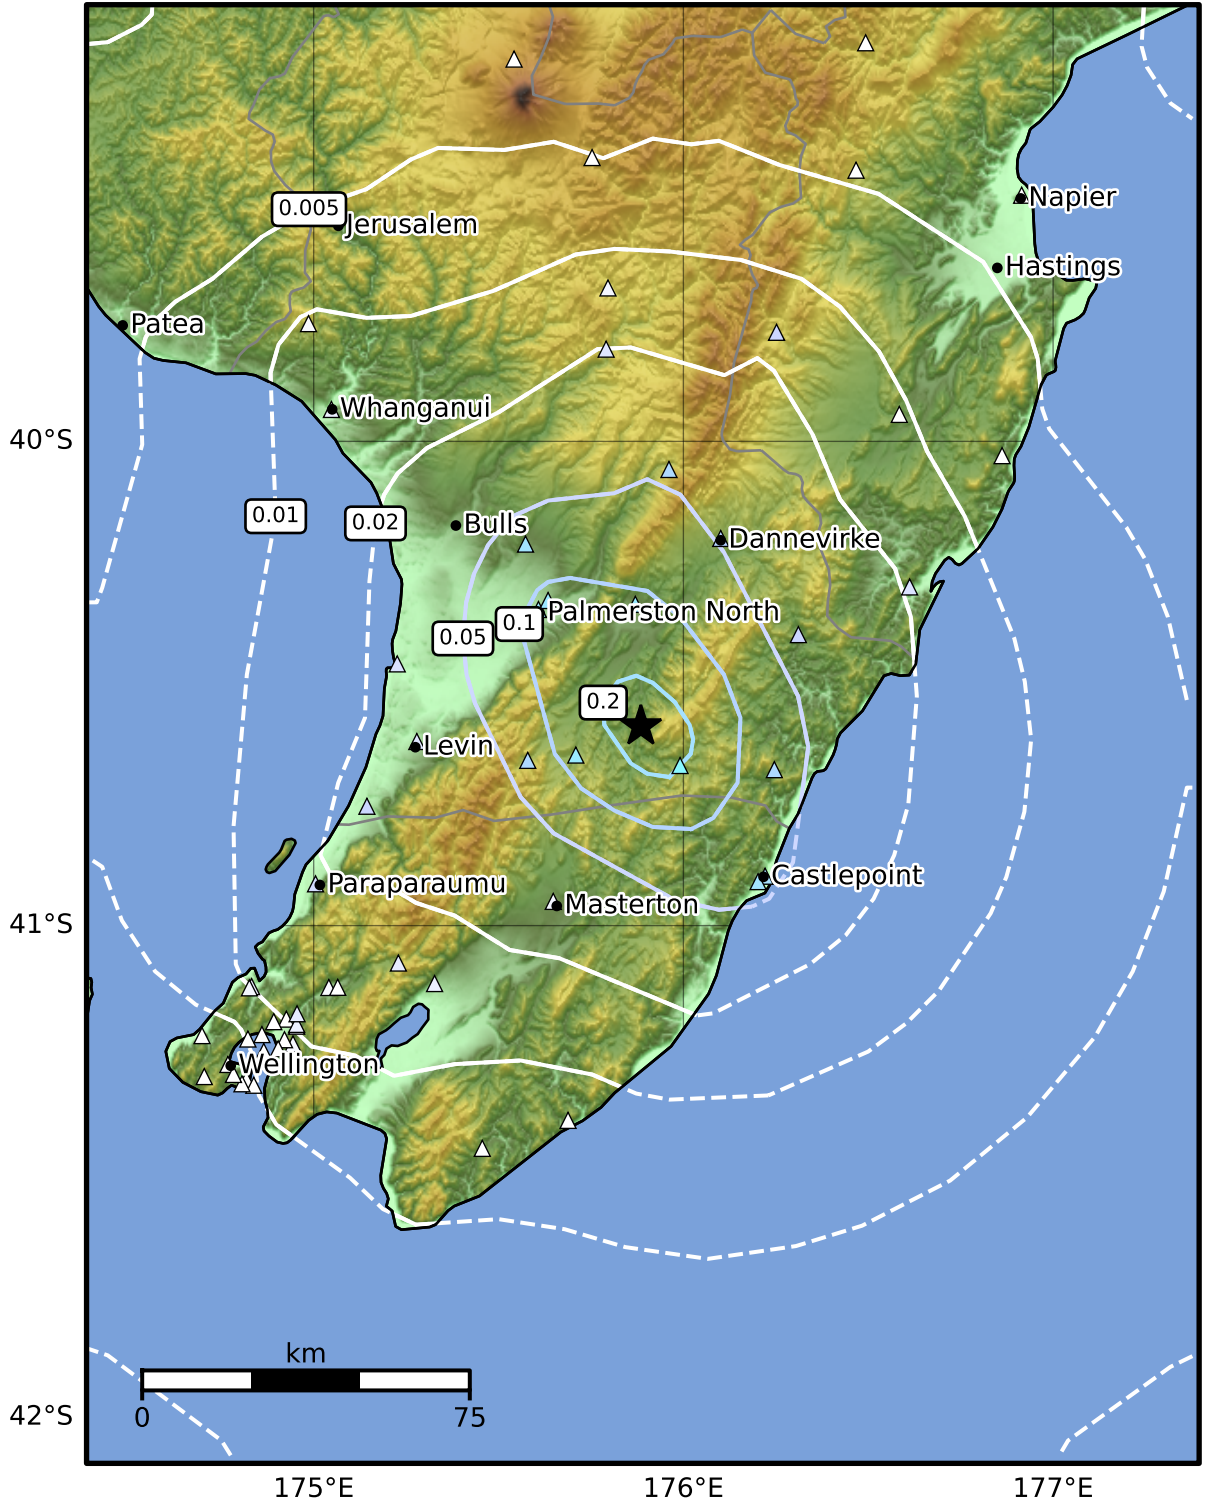 Napier
0.005
Jerusalem
Hastings
Patea
Whanganui
40°S
0.01
0.02
Bulls
Dannevirke
Palmerston North
0.1
0.05
0.2
Levin
Castlepoint
Paraparaumu
Masterton
41°S
Wellington
km
0
75
42°S
175°E
176°E
177°E